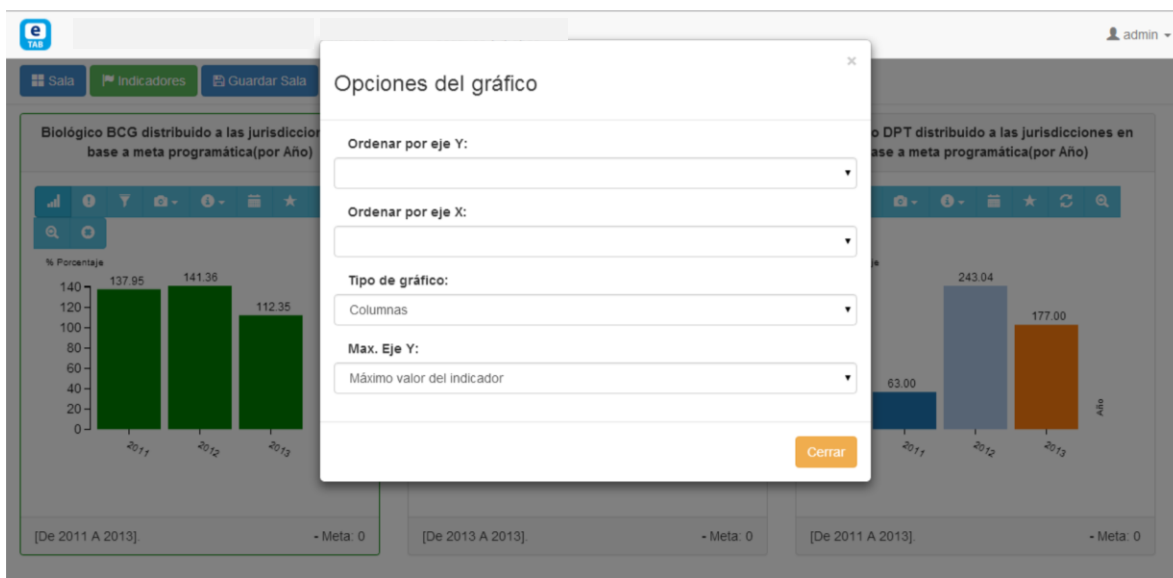 e
TAB
admin
Sala
Indicadores
Guardar Sala
×
Opciones del gráfico
Ordenar por eje Y:
Ordenar por eje X:
Tipo de gráfico:
Columnas
Max. Eje Y:
Máximo valor del indicador
Cerrar
Biológico BCG distribuido a las
base a meta programática(por Año)
% Porcentaje
137.95
141.36
112.35
140
120
100
80
60
40
20
0
2011
2012
2013
[De 2011 A 2013].
- Meta: 0
[De 2013 A 2013].
- Meta: 0
DPT distribuido a las jurisdicciones en
a meta programática(por Año)
63.00
243.04
177.00
Año
2011
2012
2013
[De 2011 A 2013].
- Meta: 0